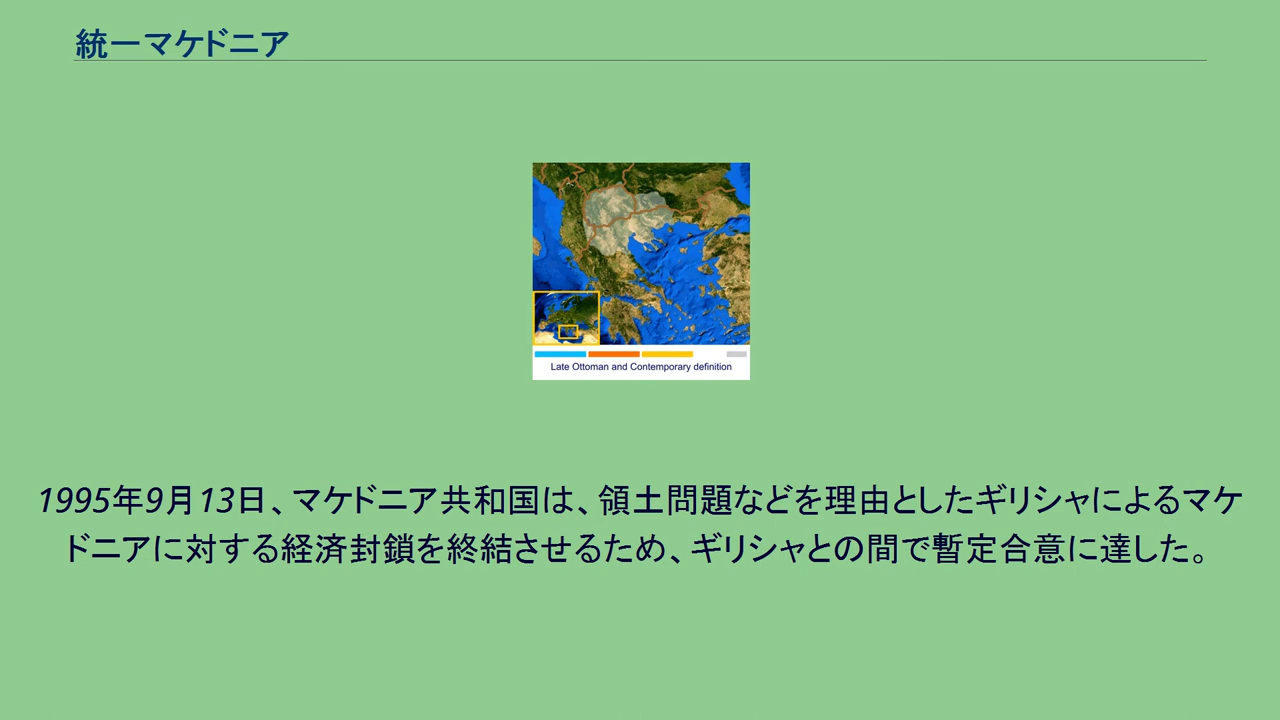 統一マケドニア
Late Ottoman and Contemporary definition
1995年9月13日、マケドニア共和国は、領土問題などを理由としたギリシャによるマケ
ドニアに対する経済封鎖を終結させるため、ギリシャとの間で暫定合意に達した。